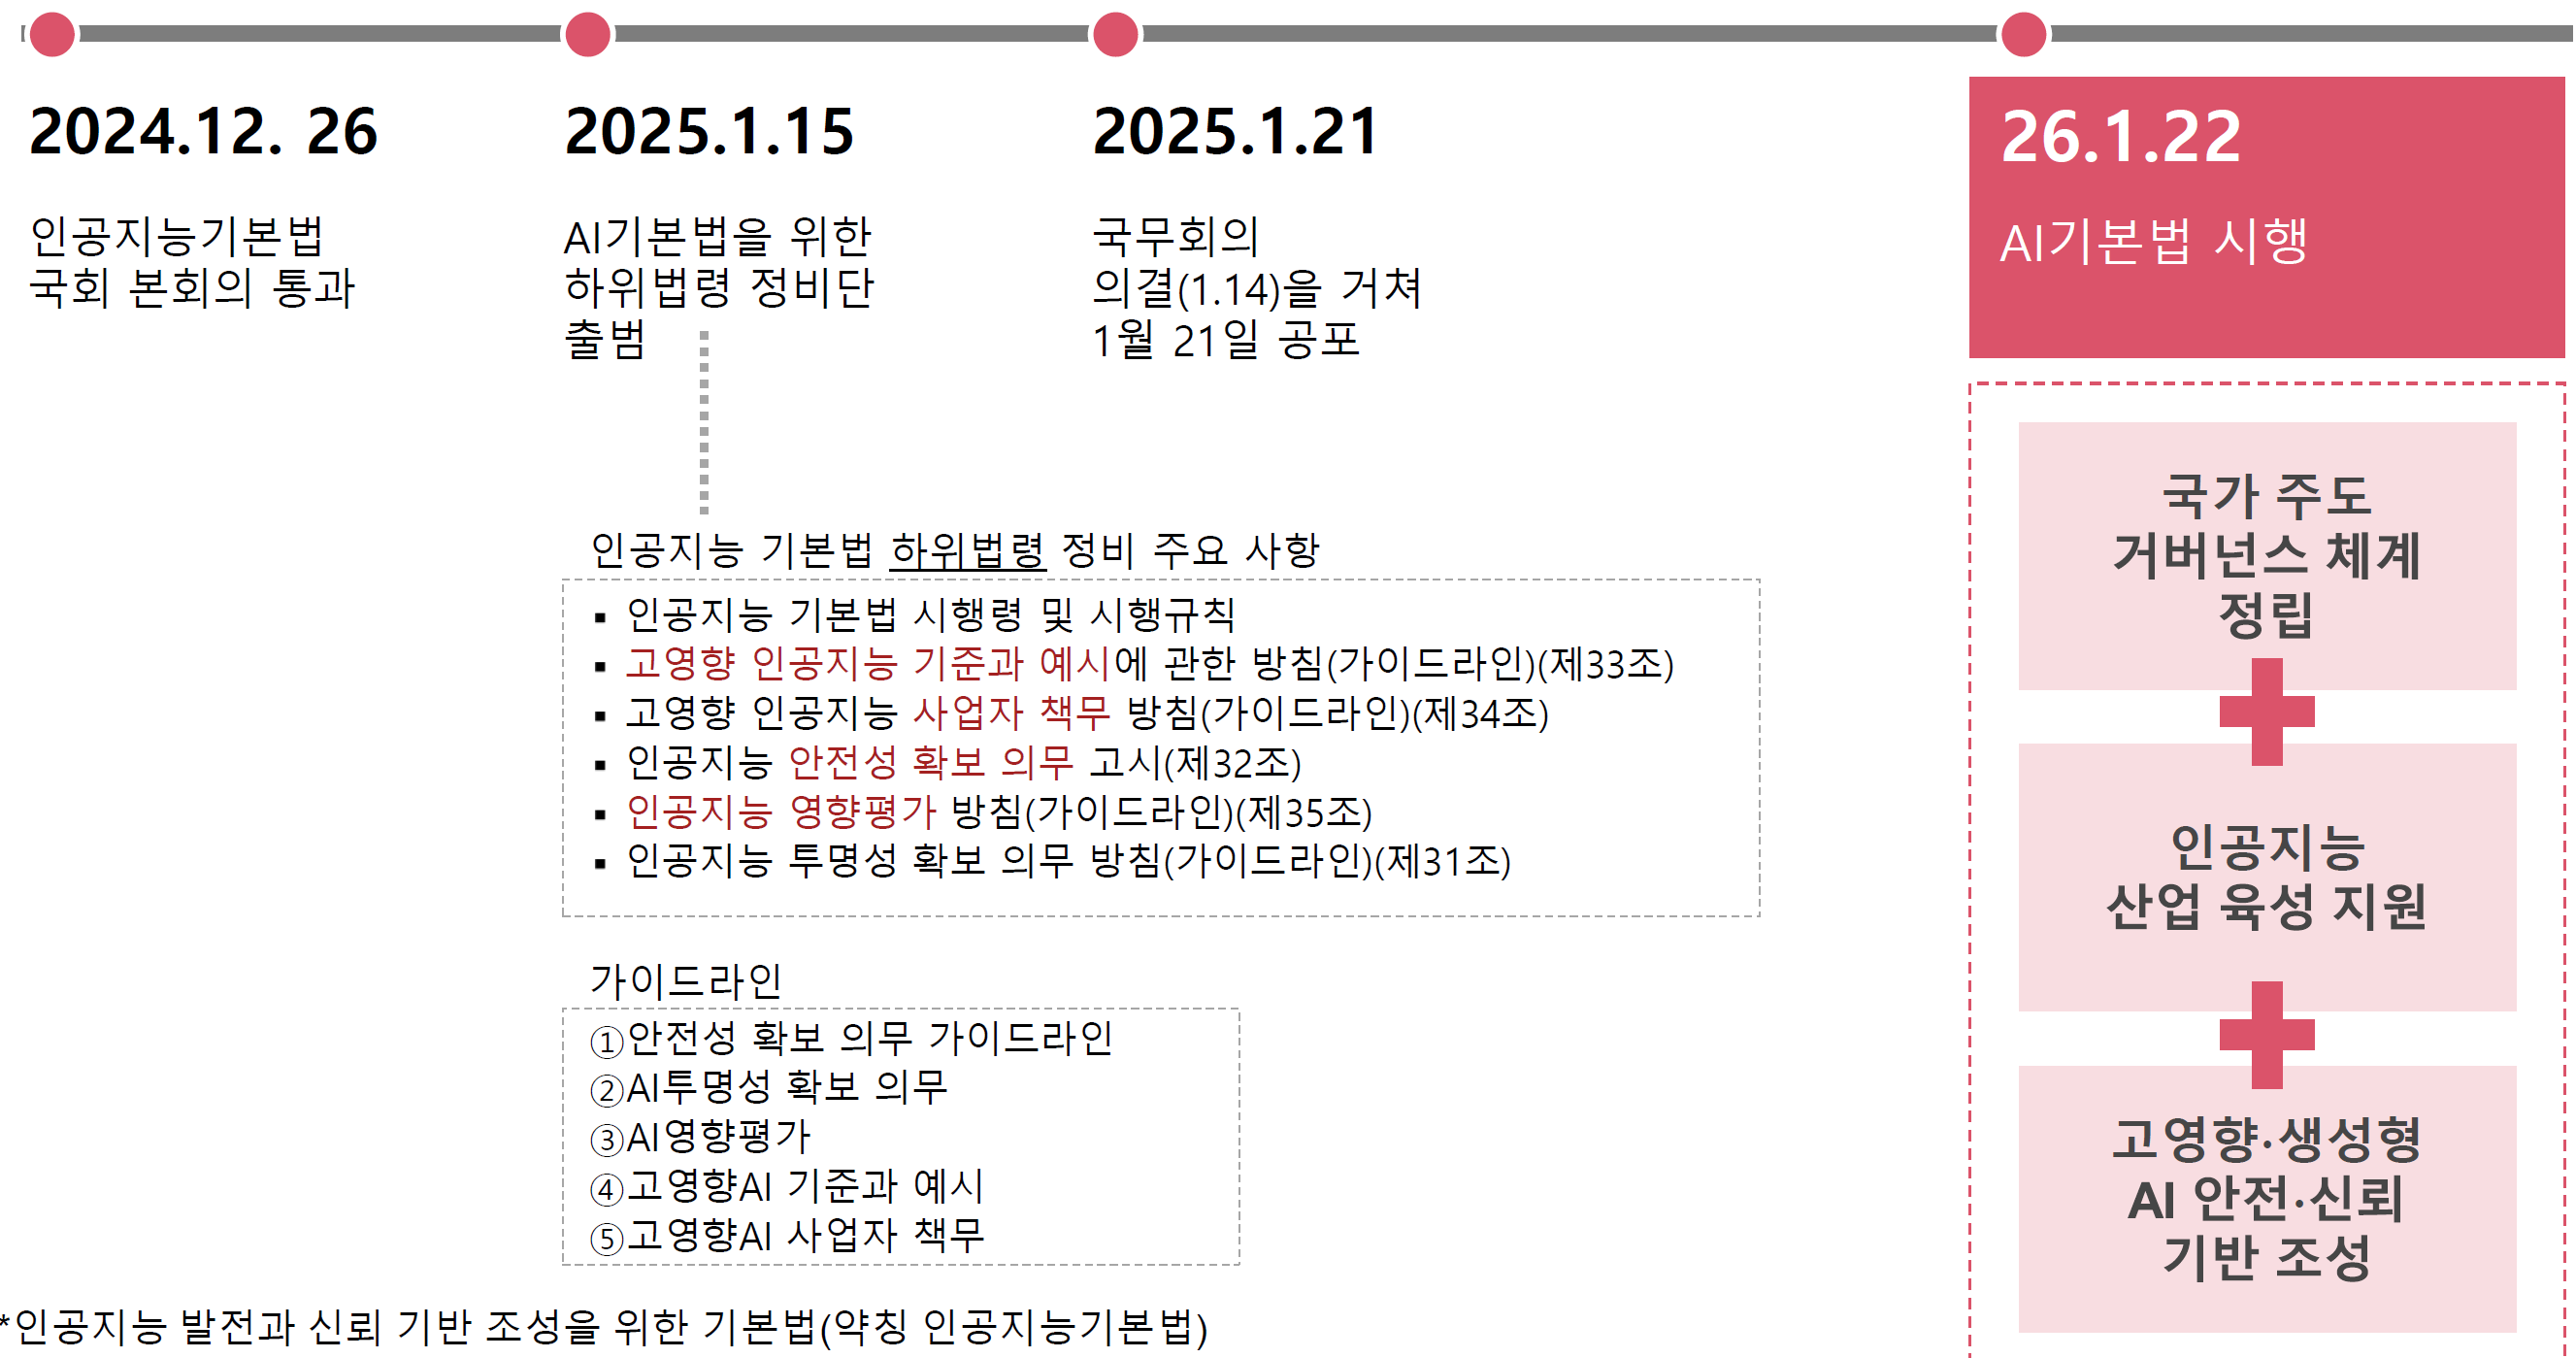 2024.12. 26
인공지능기본법
국회 본회의 통과
2025.1.15
AI기본법을 위한
하위법령 정비단
출범
2025.1.21
국무회의
의결(1.14)을 거쳐
1월 21일 공포
26.1.22
AI기본법 시행
인공지능 기본법 하위법령 정비 주요 사항
▪ 인공지능 기본법 시행령 및 시행규칙
▪ 고영향 인공지능 기준과 예시에 관한 방침(가이드라인)(제33조)
▪ 고영향 인공지능 사업자 책무 방침(가이드라인)(제34조)
▪ 인공지능 안전성 확보 의무 고시(제32조)
▪ 인공지능 영향평가 방침(가이드라인)(제35조)
▪ 인공지능 투명성 확보 의무 방침(가이드라인)(제31조)
가이드라인
①안전성 확보 의무 가이드라인
②AI투명성 확보 의무
③AI영향평가
④고영향AI 기준과 예시
⑤고영향AI 사업자 책무
국가 주도
거버넌스 체계
정립
인공지능
산업 육성 지원
고영향·생성형
AI 안전·신뢰
기반 조성
*인공지능 발전과 신뢰 기반 조성을 위한 기본법(약칭 인공지능기본법)